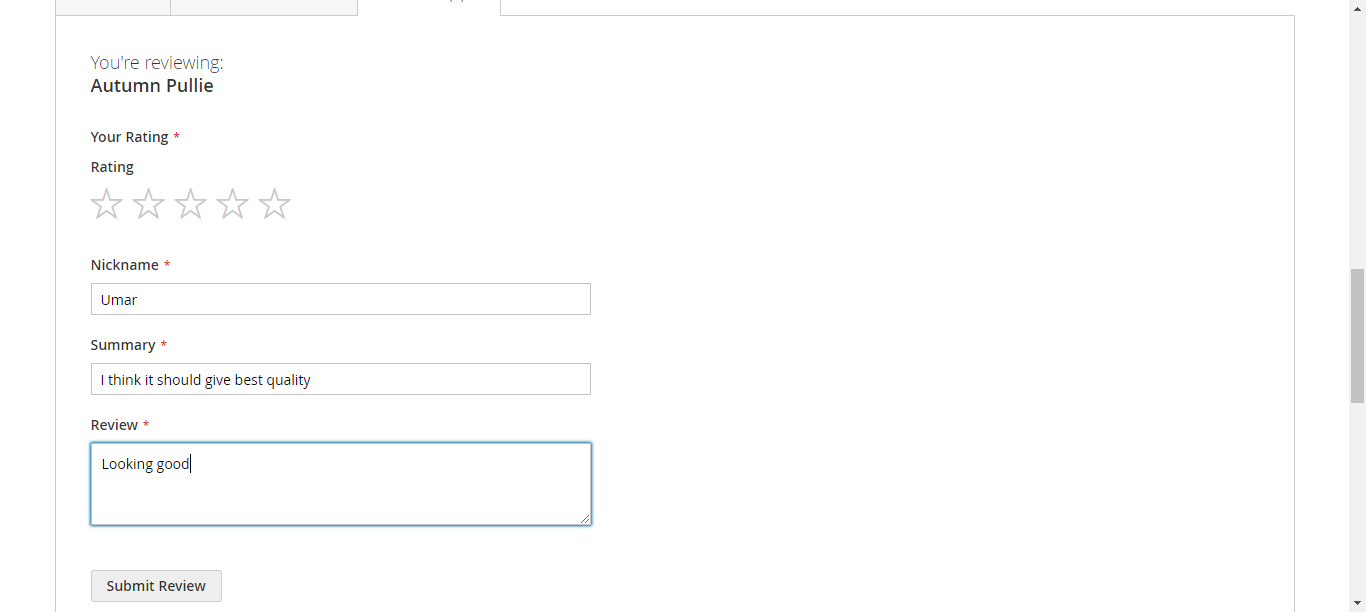 You're reviewing:
Autumn Pullie
Your Rating *
Rating
Nickname *
Umar
Summary *
I think it should give best quality
Review *
Looking good
Submit Review